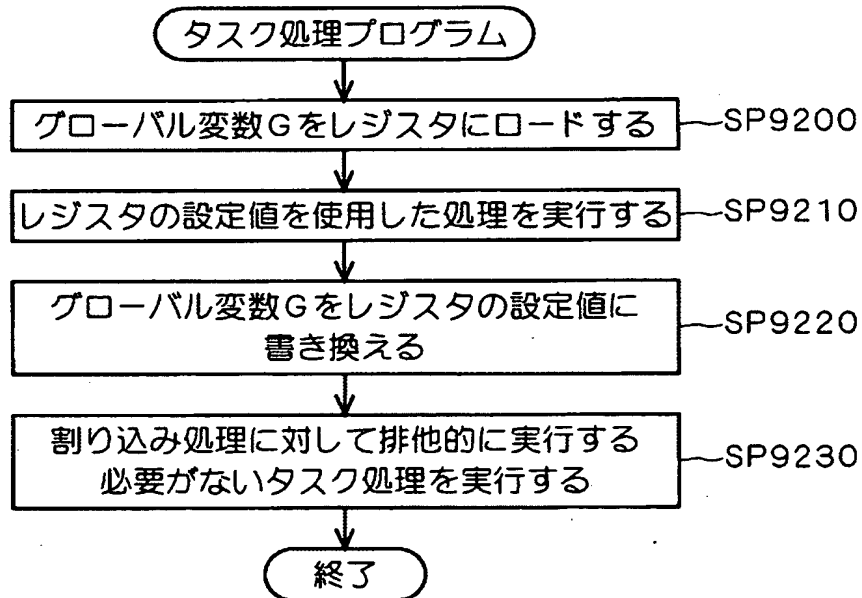 タスク処理プログラム
グローバル変数Gをレジスタにロードする
SP9200
レジスタの設定値を使用した処理を実行する
SP9210
グローバル変数Gをレジスタの設定値に
書き換える
SP9220
割り込み処理に対して排他的に実行する
必要がないタスク処理を実行する
SP9230
終了